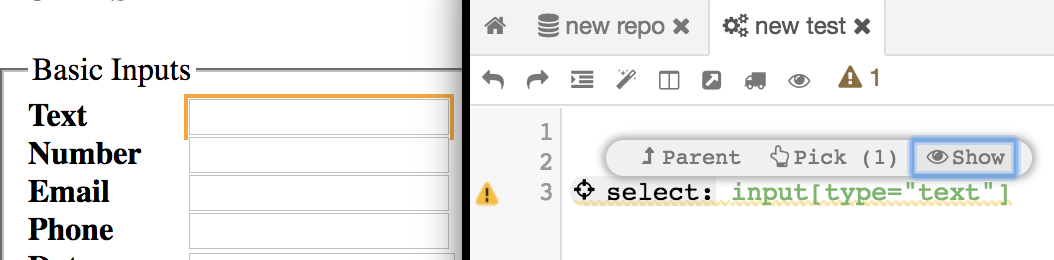 Basic Inputs
Text
Number
Email
Phone
new repo
new test
1
1
2
Parent
Pick (1)
Show
3
select: input[type="text"]